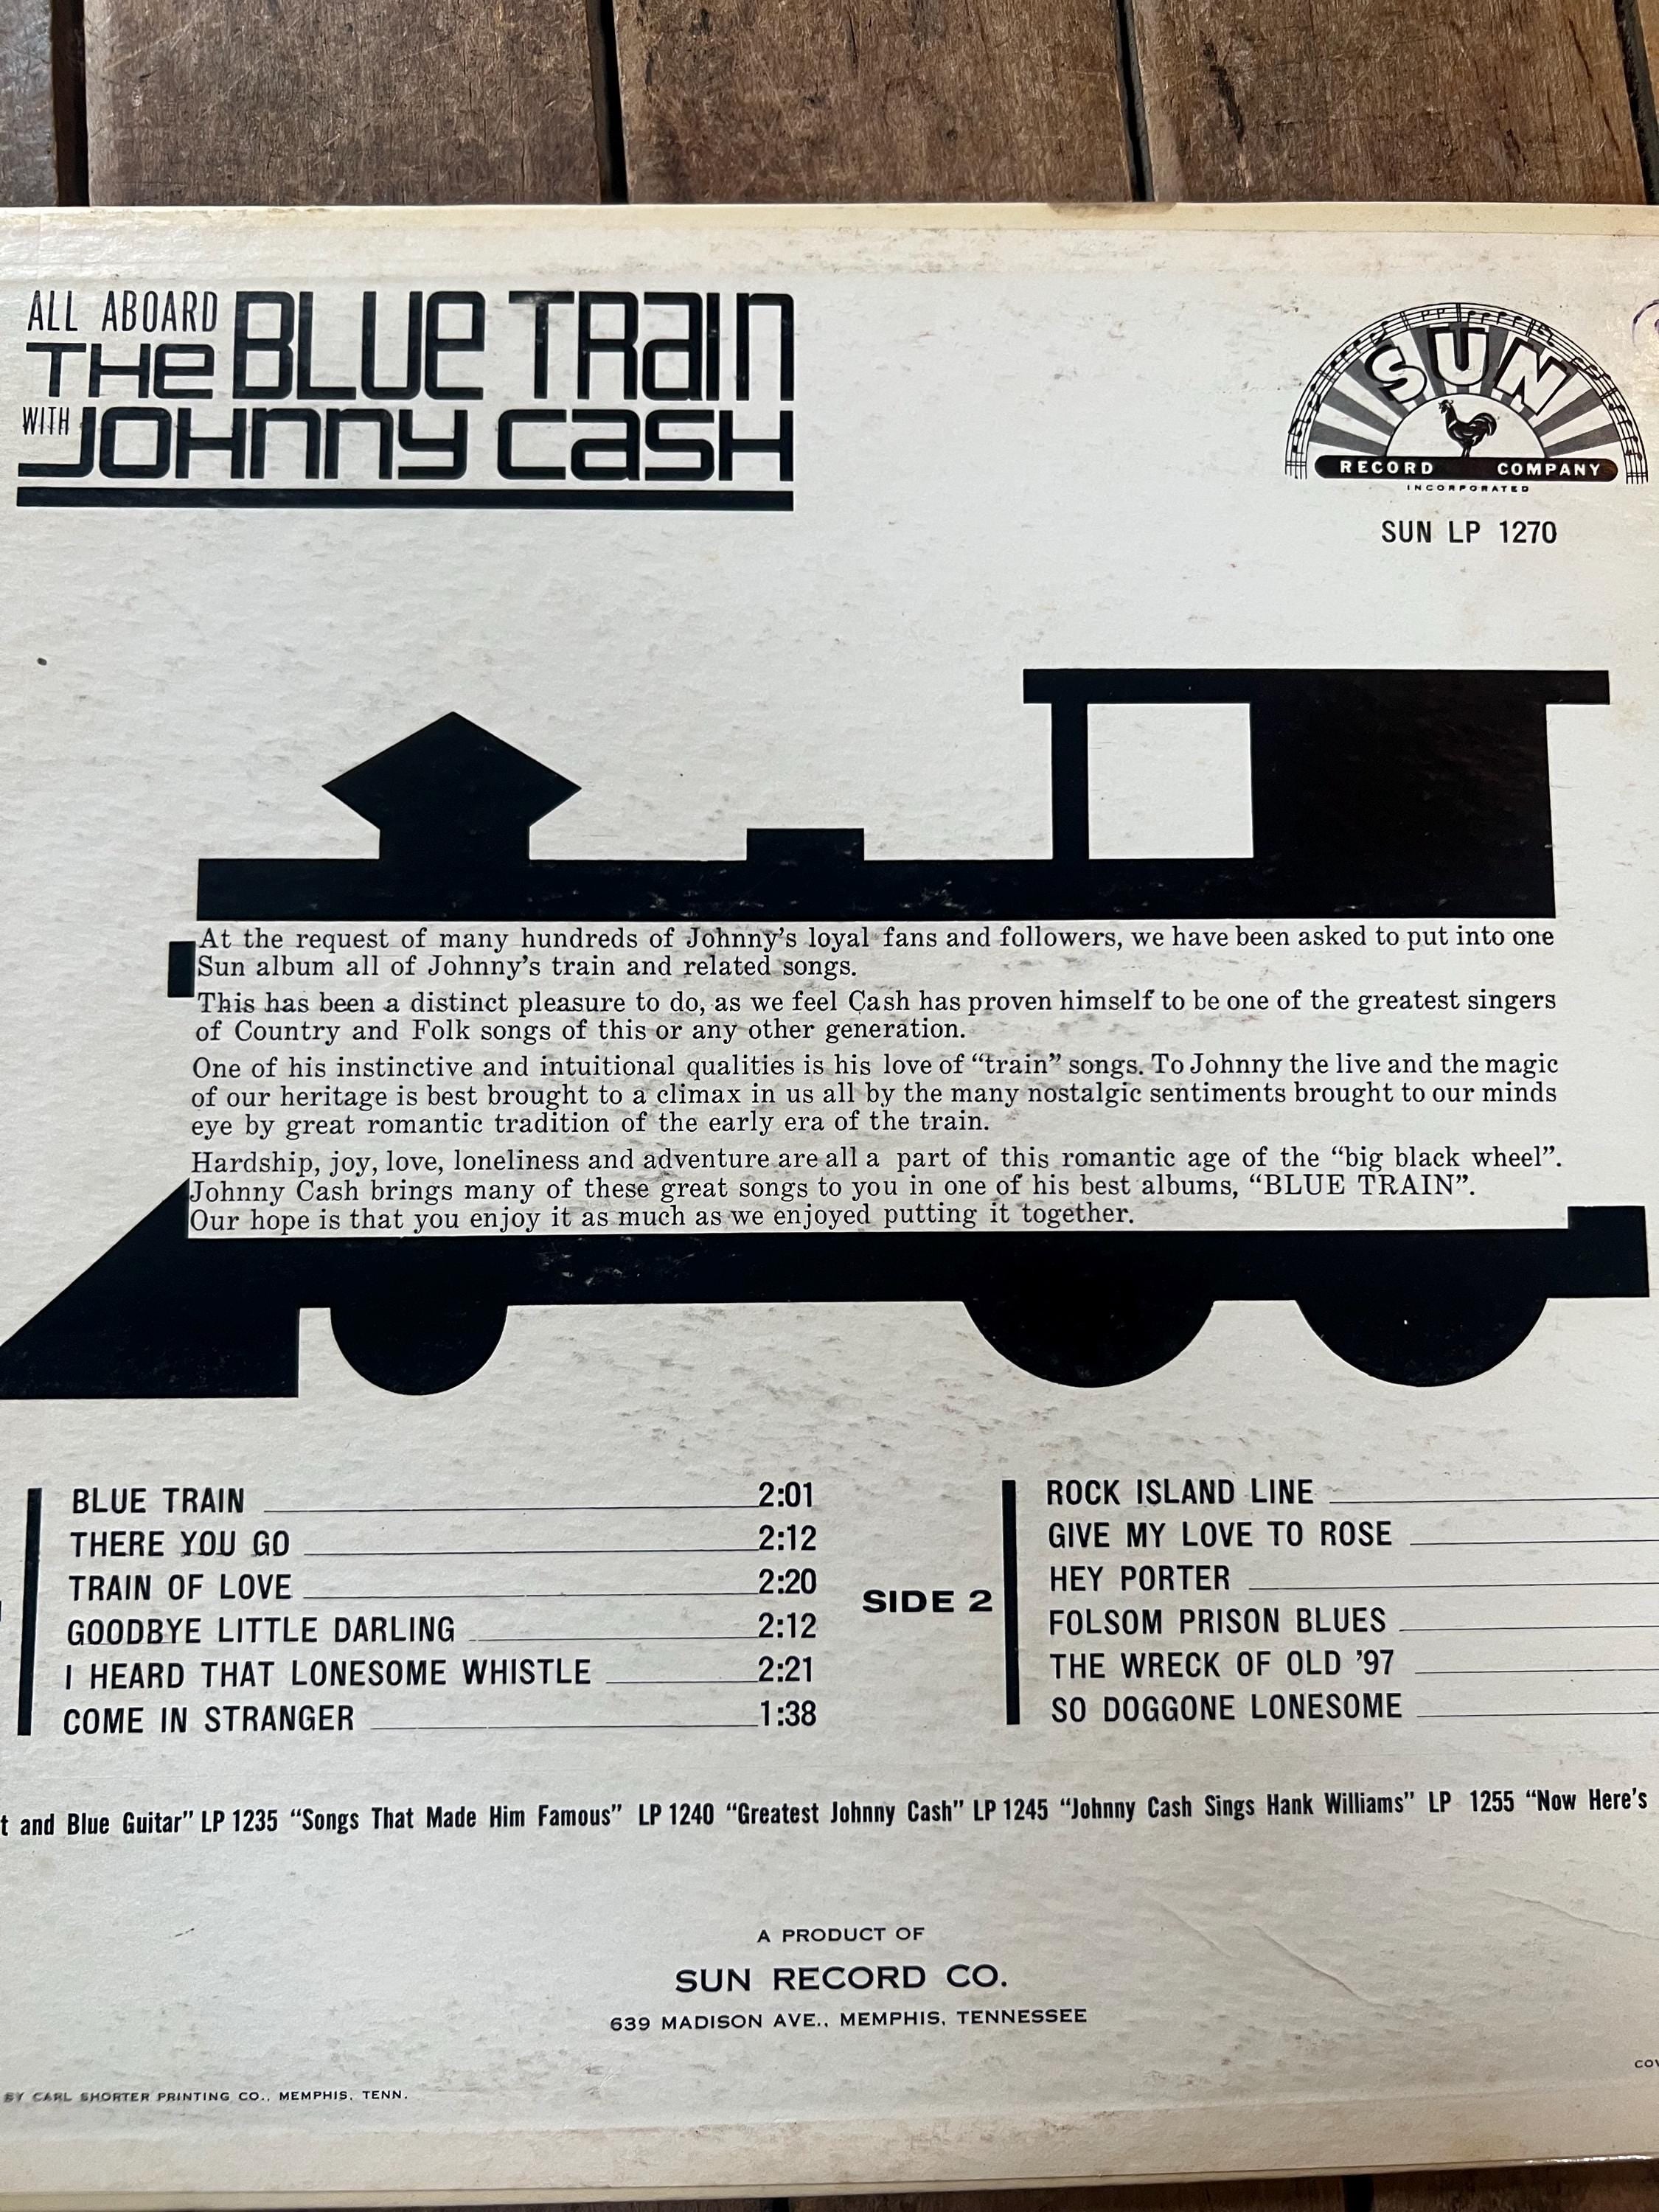 ALL ABOARD
THE BLUE TRAIN
WITH JOHNNY CASH
SUN
RECORD COMPANY
INCORPORATED
SUN LP 1270
At the request of many hundreds of Johnny's loyal fans and followers, we have been asked to put into one
Sun album all of Johnny's train and related songs.
This has been a distinct pleasure to do, as we feel Cash has proven himself to be one of the greatest singers
of Country and Folk songs of this or any other generation.
One of his instinctive and intuitional qualities is his love of “train” songs. To Johnny the live and the magic
of our heritage is best brought to a climax in us all by the many nostalgic sentiments brought to our minds
eye by great romantic tradition of the early era of the train.
Hardship, joy, love, loneliness and adventure are all a part of this romantic age of the “big black wheel”.
Johnny Cash brings many of these great songs to you in one of his best albums, “BLUE TRAIN”.
Our hope is that you enjoy it as much as we enjoyed putting it together.
BLUE TRAIN 2:01
THERE YOU GO 2:12
TRAIN OF LOVE 2:20
GOODBYE LITTLE DARLING 2:12
I HEARD THAT LONESOME WHISTLE 2:21
COME IN STRANGER 1:38
SIDE 2
ROCK ISLAND LINE
GIVE MY LOVE TO ROSE
HEY PORTER
FOLSOM PRISON BLUES
THE WRECK OF OLD '97
SO DOGGONE LONESOME
t and Blue Guitar” LP 1235 “Songs That Made Him Famous” LP 1240 “Greatest Johnny Cash” LP 1245 “Johnny Cash Sings Hank Williams” LP 1255 “Now Here's
A PRODUCT OF
SUN RECORD CO.
639 MADISON AVE., MEMPHIS, TENNESSEE
BY CARL SHORTER PRINTING CO., MEMPHIS, TENN.